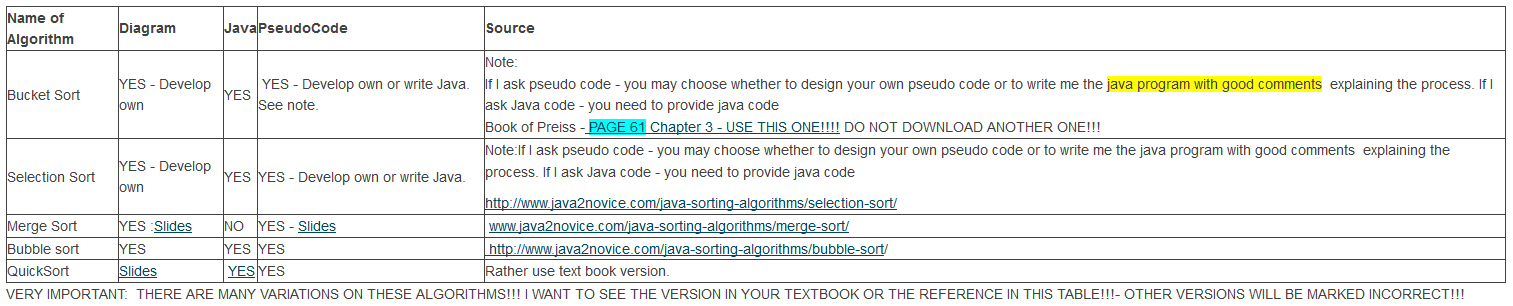 Name of Algorithm Diagram Java PseudoCode Source
Bucket Sort
YES - Develop own
YES
YES - Develop own or write Java. See note.
Note:
If I ask pseudo code - you may choose whether to design your own pseudo code or to write me the java program with good comments explaining the process. If I
ask Java code - you need to provide java code
Book of Preiss - PAGE 61 Chapter 3 - USE THIS ONE!!!! DO NOT DOWNLOAD ANOTHER ONE!!!
Selection Sort
YES - Develop own
YES
YES - Develop own or write Java.
Note:If I ask pseudo code - you may choose whether to design your own pseudo code or to write me the java program with good comments explaining the
process. If I ask Java code - you need to provide java code
http://www.java2novice.com/java-sorting-algorithms/selection-sort/
Merge Sort YES :Slides NO YES - Slides www.java2novice.com/java-sorting-algorithms/merge-sort/
Bubble sort YES YES YES http://www.java2novice.com/java-sorting-algorithms/bubble-sort/
QuickSort Slides YES YES Rather use text book version.
VERY IMPORTANT: THERE ARE MANY VARIATIONS ON THESE ALGORITHMS!!! I WANT TO SEE THE VERSION IN YOUR TEXTBOOK OR THE REFERENCE IN THIS TABLE!!!- OTHER VERSIONS WILL BE MARKED INCORRECT!!!